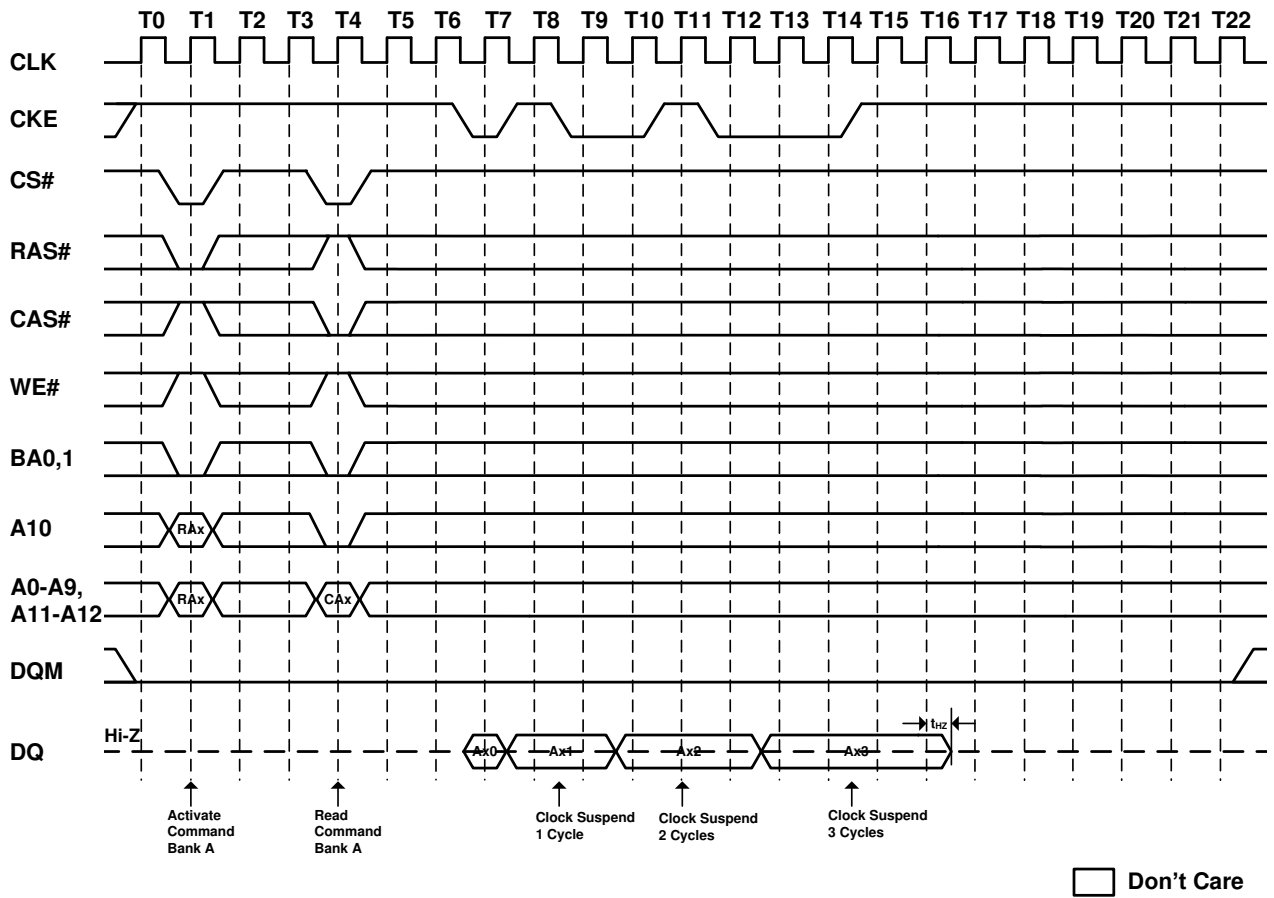 T0 T1 T2 T3 T4 T5 T6 T7 T8 T9 T10 T11 T12 T13 T14 T15 T16 T17 T18 T19 T20 T21 T22
CLK
CKE
CS#
RAS#
CAS#
WE#
BA0,1
A10
RAx
A0-A9,
A11-A12
RAx CAx
DQM
tHZ
Hi-Z
DQ
Ax0 Ax1 Ax2 Ax3
Activate
Command
Bank A
Read
Command
Bank A
Clock Suspend
1 Cycle
Clock Suspend
2 Cycles
Clock Suspend
3 Cycles
Don't Care